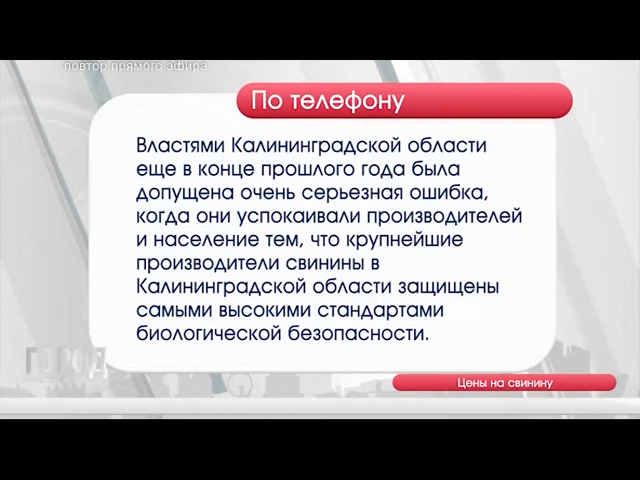 повтор прямого эфира
По телефону
Властями Калининградской области
еще в конце прошлого года была
допущена очень серьезная ошибка,
когда они успокаивали производителей
и население тем, что крупнейшие
производители свинины в
Калининградской области защищены
самыми высокими стандартами
биологической безопасности.
ГОРОД
Цены на свинину